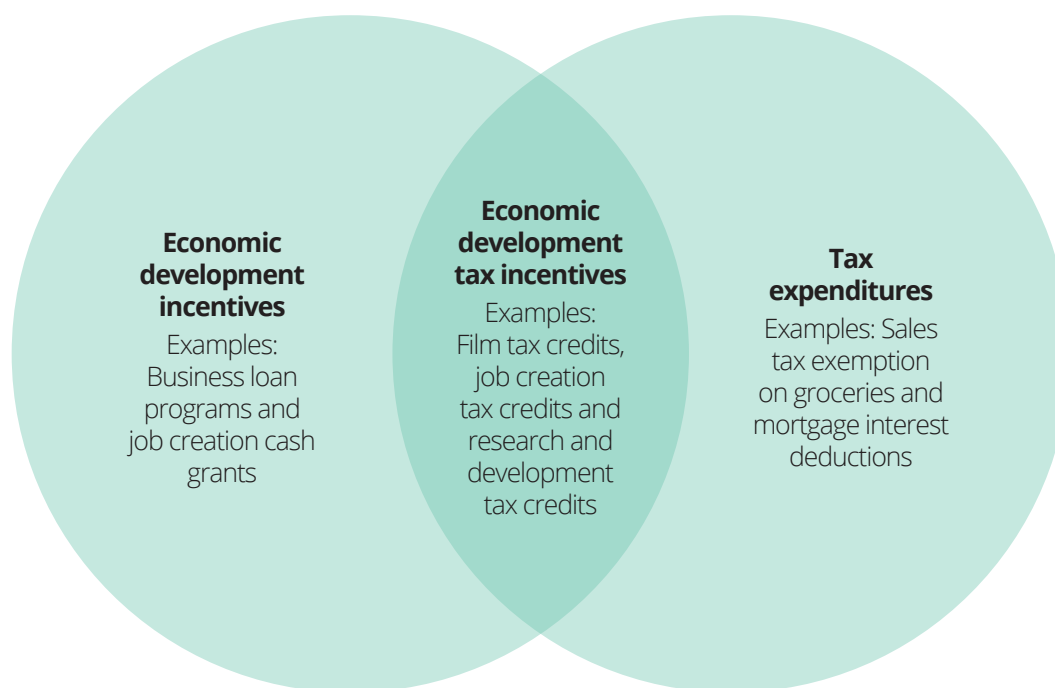 Economic
development
incentives
Examples:
Business loan
programs and
job creation cash
grants
Economic
development
tax incentives
Examples:
Film tax credits,
job creation
tax credits and
research and
development
tax credits
Tax
expenditures
Examples: Sales
tax exemption
on groceries and
mortgage interest
deductions